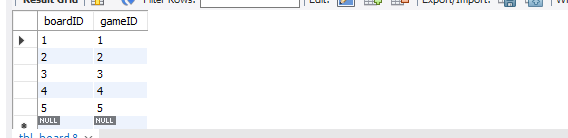 Result Grid Filter Rows: Edit: Export/Import:
boardID gameID
1 1
2 2
3 3
4 4
5 5
NULL NULL
tbl_board 8